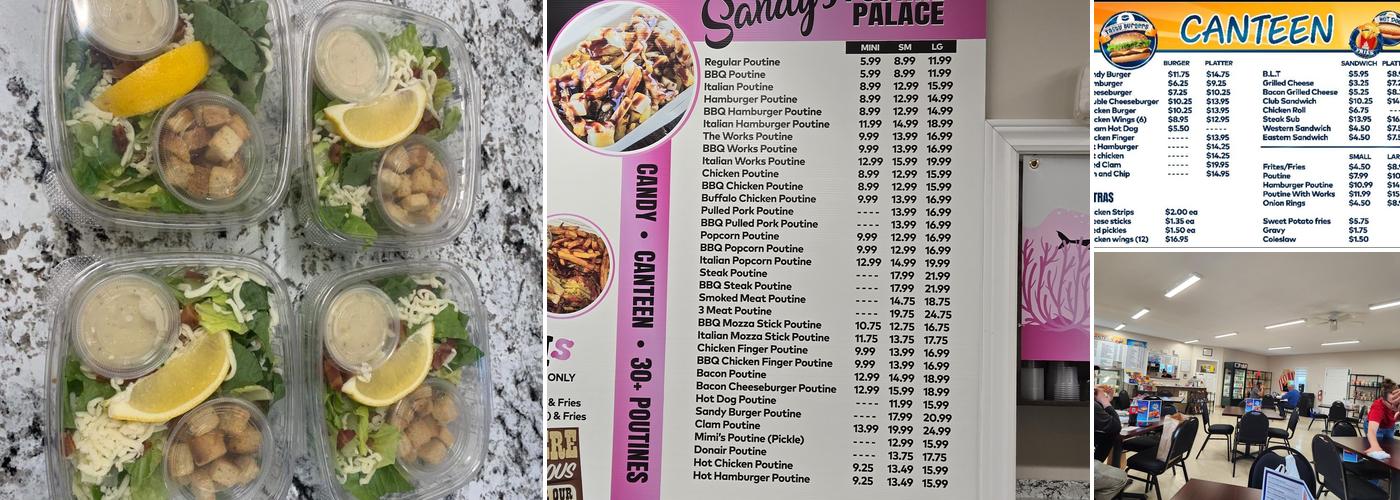 Sandy's
PALACE
MINI SM LG
Regular Poutine 5.99 8.99 11.99
BBQ Poutine 5.99 8.99 11.99
Italian Poutine 8.99 12.99 15.99
Hamburger Poutine 8.99 12.99 14.99
BBQ Hamburger Poutine 8.99 12.99 14.99
Italian Hamburger Poutine 11.99 14.99 18.99
The Works Poutine 9.99 13.99 16.99
BBQ Works Poutine 9.99 13.99 16.99
Italian Works Poutine 12.99 15.99 19.99
Chicken Poutine 8.99 12.99 15.99
BBQ Chicken Poutine 8.99 12.99 15.99
Buffalo Chicken Poutine 9.99 13.99 16.99
Pulled Pork Poutine ---- 13.99 16.99
BBQ Pulled Pork Poutine ---- 13.99 16.99
Popcorn Poutine 9.99 12.99 16.99
BBQ Popcorn Poutine 9.99 12.99 16.99
Italian Popcorn Poutine 12.99 14.99 19.99
Steak Poutine ---- 17.99 21.99
BBQ Steak Poutine ---- 17.99 21.99
Smoked Meat Poutine ---- 14.75 18.75
3 Meat Poutine ---- 19.75 24.75
BBQ Mozza Stick Poutine 10.75 12.75 16.75
Italian Mozza Stick Poutine 11.75 13.75 17.75
Chicken Finger Poutine 9.99 13.99 16.99
BBQ Chicken Finger Poutine 9.99 13.99 16.99
Bacon Poutine 12.99 14.99 18.99
Bacon Cheeseburger Poutine 12.99 15.99 18.99
Hot Dog Poutine ---- 11.99 15.99
Sandy Burger Poutine ---- 17.99 20.99
Clam Poutine 13.99 19.99 24.99
Mimi's Poutine (Pickle) ---- 12.99 15.99
Donair Poutine ---- 13.99 17.99
Hot Chicken Poutine 9.25 13.49 15.99
Hot Hamburger Poutine 9.25 13.49 15.99
CANDY • CANTEEN • 30+ POUTINES
ONLY
& Fries
) & Fries
OUR
CANTEEN
BURGER PLATTER
Burger $11.75 $14.75
$6.25 $9.25
$7.25 $10.25
Cheeseburger $10.25 $13.95
Burger $10.25 $13.95
Wings (6) $8.95 $12.95
Hot Dog $5.50 -----
Finger ----- $13.95
Hamburger ----- $14.25
chicken ----- $14.25
Clam ----- $19.95
and Chip ----- $14.95
Strips $2.00 ea
sticks $1.35 ea
pickles $1.50 ea
wings (12) $16.95
SANDWICH
B.L.T $5.95
Grilled Cheese $3.25
Bacon Grilled Cheese $5.25
Club Sandwich $10.25
Chicken Roll $6.75
Steak Sub $13.95
Western Sandwich $4.50
Eastern Sandwich $4.50
SMALL
Frites/Fries $4.50
Poutine $7.99
Hamburger Poutine $10.99
Poutine With Works $11.99
Onion Rings $4.50
Sweet Potato fries $5.75
Gravy $1.75
Coleslaw $1.50